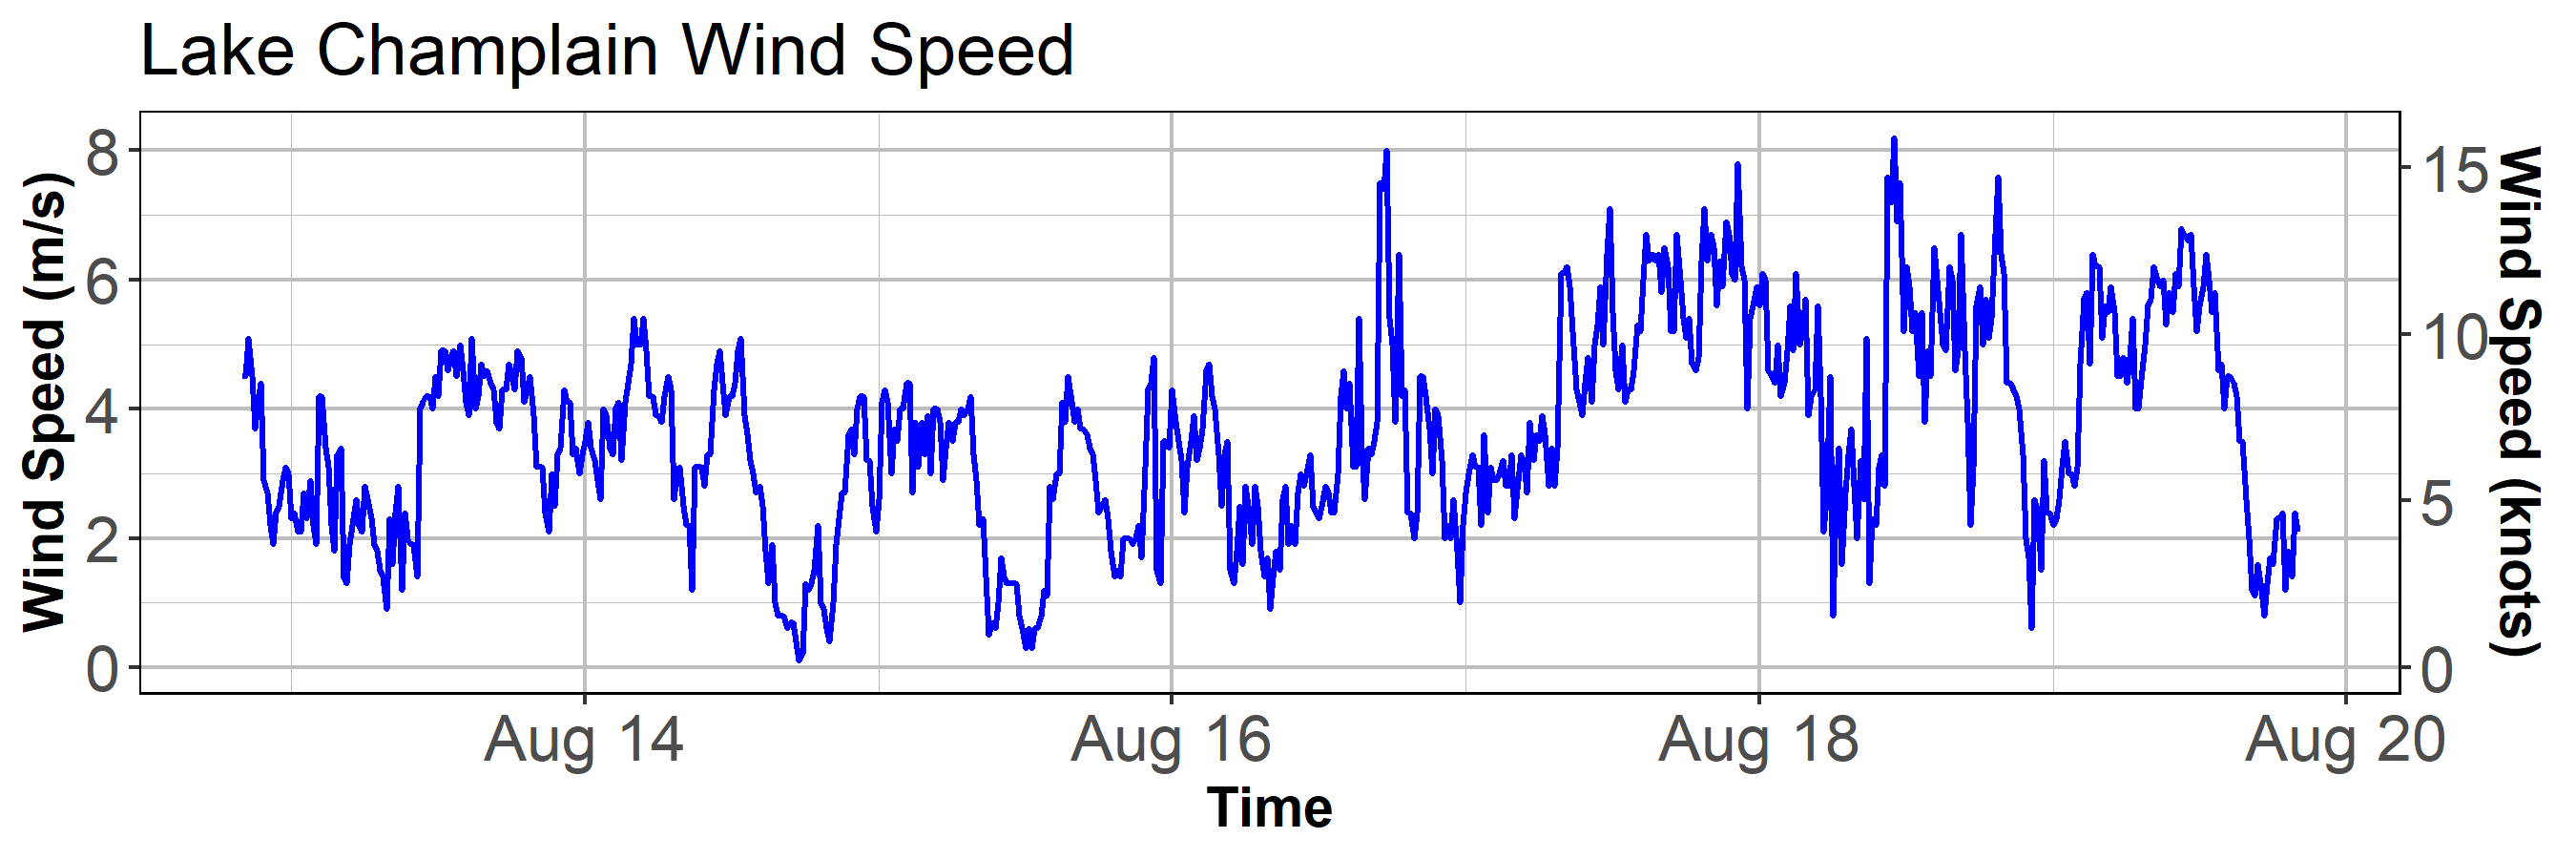 Lake Champlain Wind Speed
Wind Speed (m/s)
8
6
4
2
0
15
10
5
0
Wind Speed (knots)
Aug 14
Aug 16
Aug 18
Aug 20
Time